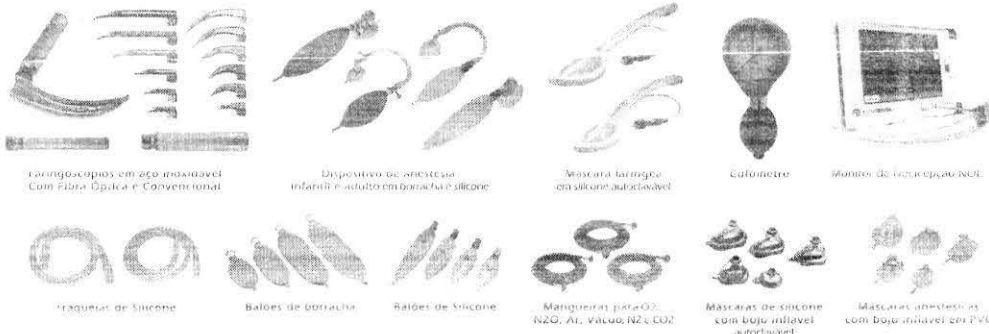 Laringoscópios em aço inoxidável
Com Fibra Óptica e Convencional
Dispositivo de anestesia
infantil e adulto em borracha e silicone
Máscara laríngea
em silicone autoclavável
Cufômetro
Monitor de
NOL
Traqueias de Silicone
Balões de borracha
Balões de Silicone
Mangueiras para O2,
N2O, Ar, Vácuo, N2 e CO2
Máscaras de silicone
com bojo inflável
autoclavável
Máscaras anestésicas
com bojo inflável em PVC